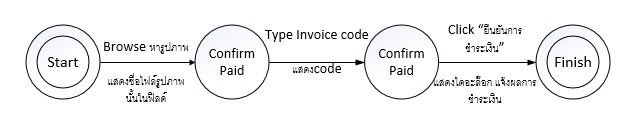 Start
Browse หารูปภาพ
แสดงชื่อไฟล์รูปภาพ
นั้นในฟิลด์
Confirm
Paid
Type Invoice code
แสดงcode
Confirm
Paid
Click “ยืนยันการ
ชำระเงิน”
แสดงไดอะล็อก แจ้งผลการ
ชำระเงิน
Finish